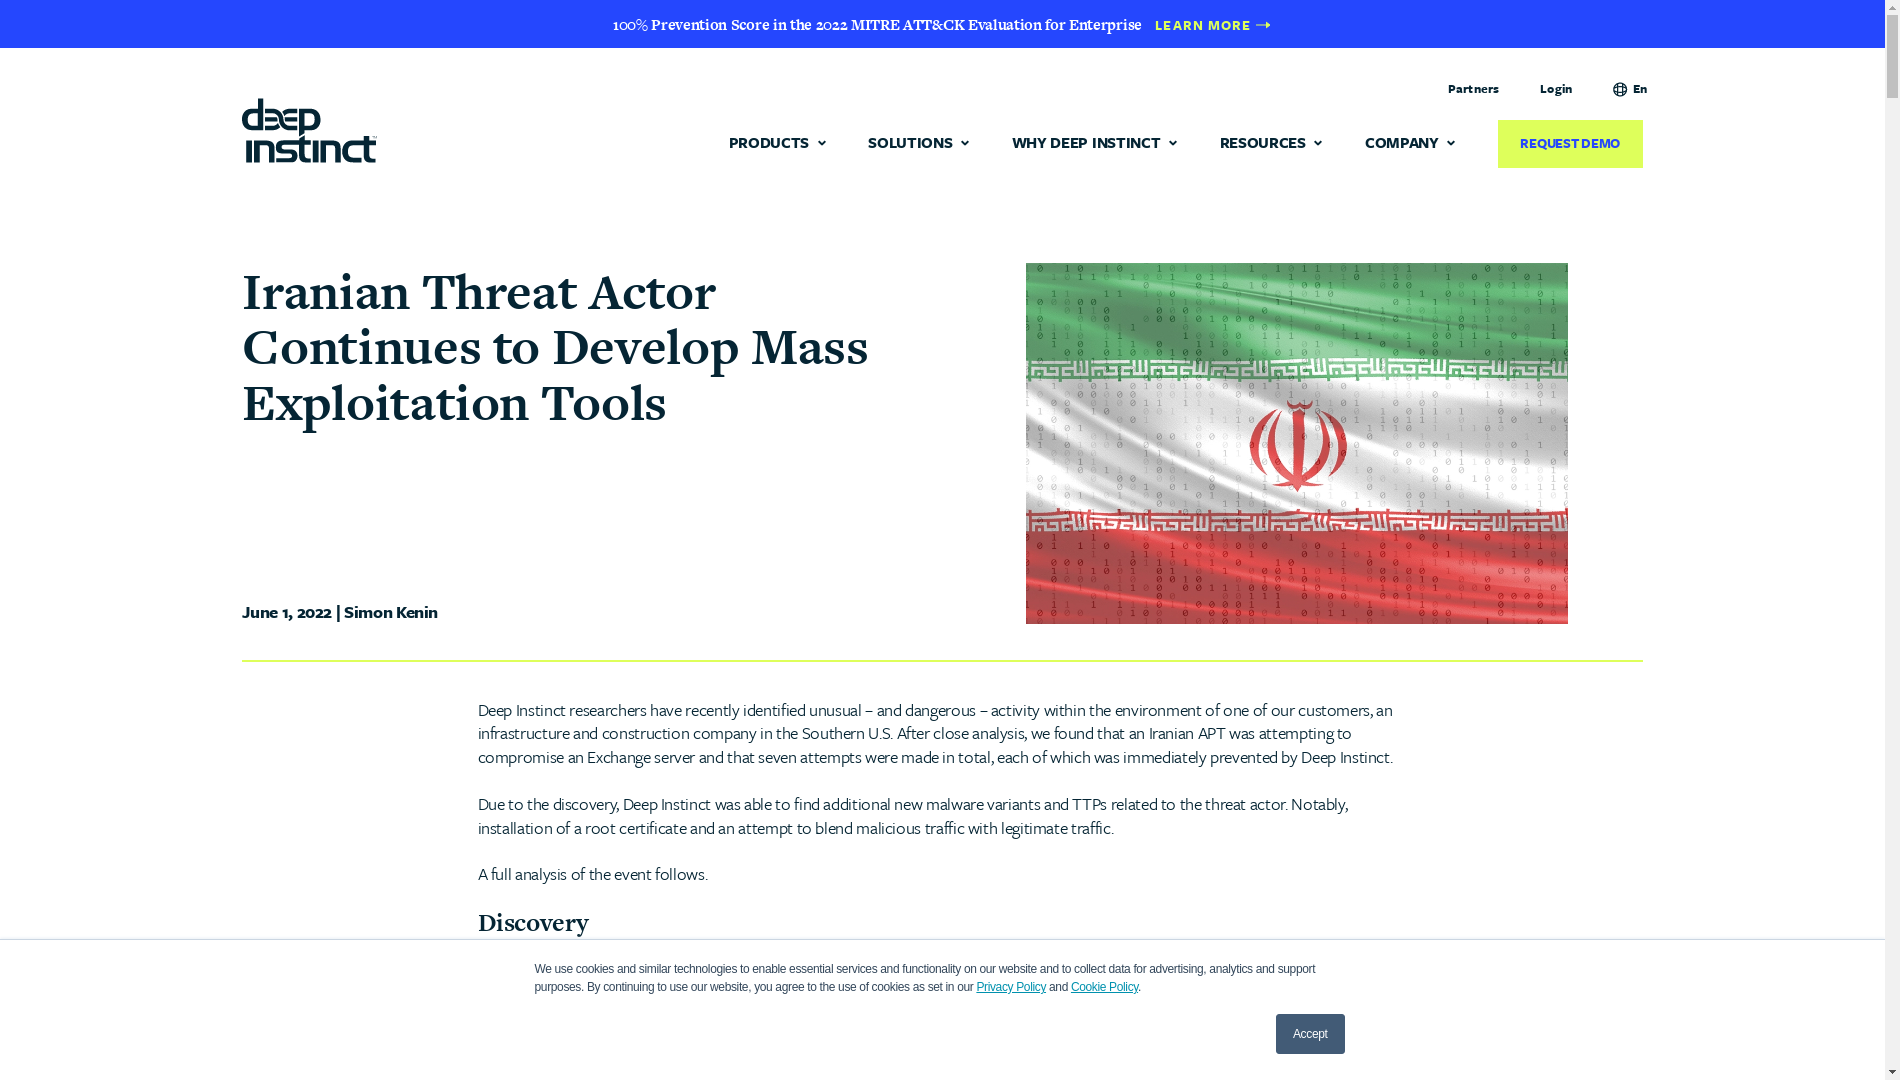 100% Prevention Score in the 2022 MITRE ATT&CK Evaluation for Enterprise LEARN MORE →
Partners Login En
deep instinct™
PRODUCTS SOLUTIONS WHY DEEP INSTINCT RESOURCES COMPANY REQUEST DEMO
Iranian Threat Actor
Continues to Develop Mass
Exploitation Tools
June 1, 2022 | Simon Kenin
Deep Instinct researchers have recently identified unusual – and dangerous – activity within the environment of one of our customers, an
infrastructure and construction company in the Southern U.S. After close analysis, we found that an Iranian APT was attempting to
compromise an Exchange server and that seven attempts were made in total, each of which was immediately prevented by Deep Instinct.
Due to the discovery, Deep Instinct was able to find additional new malware variants and TTPs related to the threat actor. Notably,
installation of a root certificate and an attempt to blend malicious traffic with legitimate traffic.
A full analysis of the event follows.
Discovery
We use cookies and similar technologies to enable essential services and functionality on our website and to collect data for advertising, analytics and support
purposes. By continuing to use our website, you agree to the use of cookies as set in our Privacy Policy and Cookie Policy.
Accept